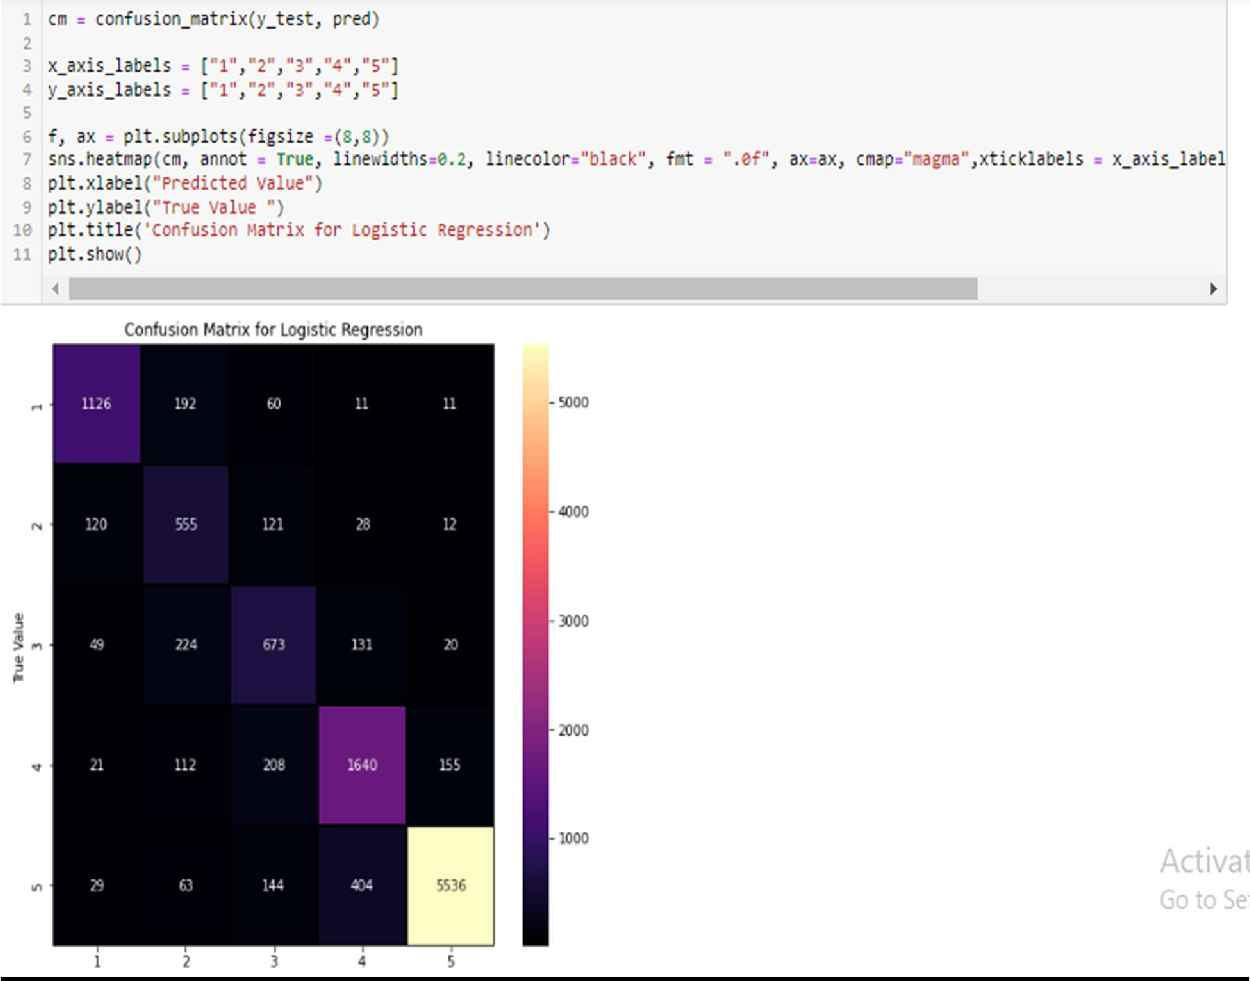 1 cm = confusion_matrix(y_test, pred)
2
3 x_axis_labels = ["1","2","3","4","5"]
4 y_axis_labels = ["1","2","3","4","5"]
5
6 f, ax = plt.subplots(figsize =(8,8))
7 sns.heatmap(cm, annot = True, linewidths=0.2, linecolor="black", fmt = ".0f", ax=ax, cmap="magma",xticklabels = x_axis_label
8 plt.xlabel("Predicted Value")
9 plt.ylabel("True Value ")
10 plt.title('Confusion Matrix for Logistic Regression')
11 plt.show()
Confusion Matrix for Logistic Regression
1 1126 192 60 11 11
2 120 555 121 28 12
3 49 224 673 131 20
4 21 112 208 1640 155
5 29 63 144 404 5536
1 2 3 4 5
True Value
5000
4000
3000
2000
1000
Activat
Go to Se